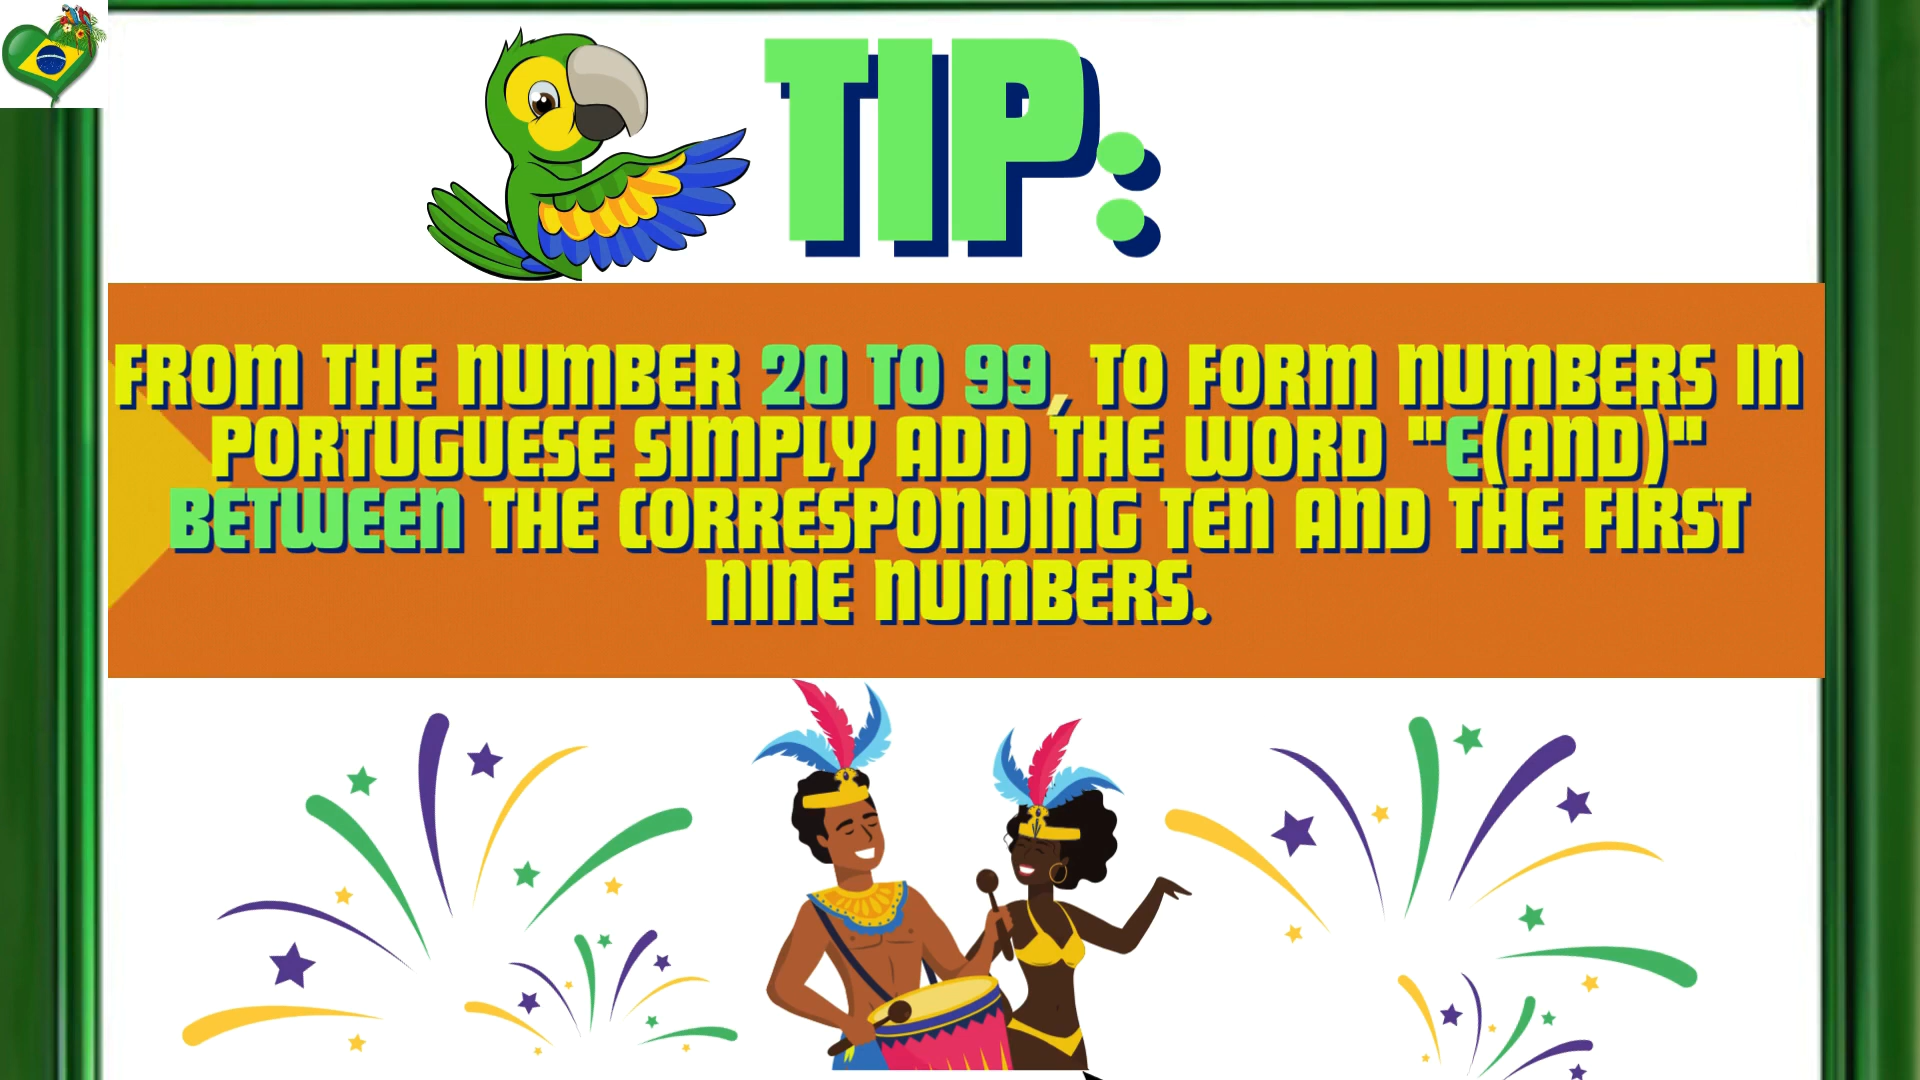 TIP:
FROM THE NUMBER 20 TO 99, TO FORM NUMBERS IN
PORTUGUESE SIMPLY ADD THE WORD "E(AND)"
BETWEEN THE CORRESPONDING TEN AND THE FIRST
NINE NUMBERS.